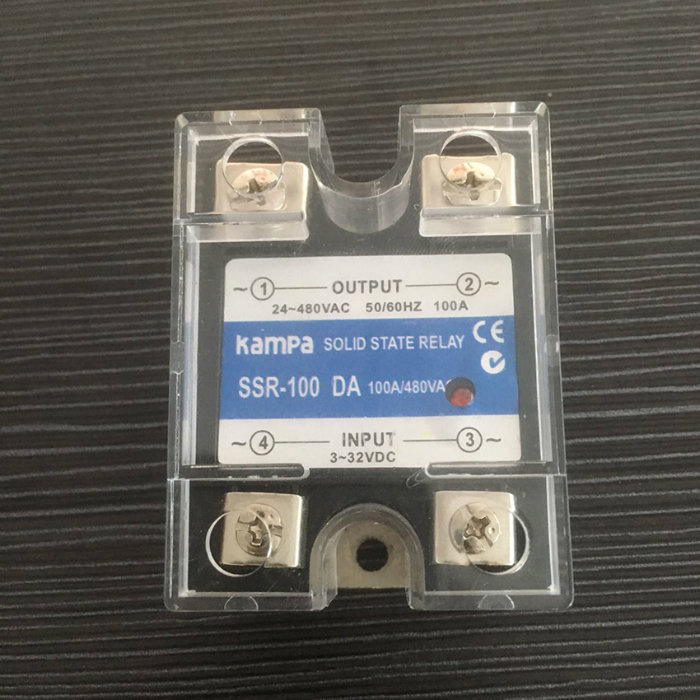 ~①—OUTPUT—②~
24~480VAC 50/60HZ 100A
Kampa SOLID STATE RELAY CE
SSR-100 DA 100A/480VA
~④—INPUT—③~
3~32VDC